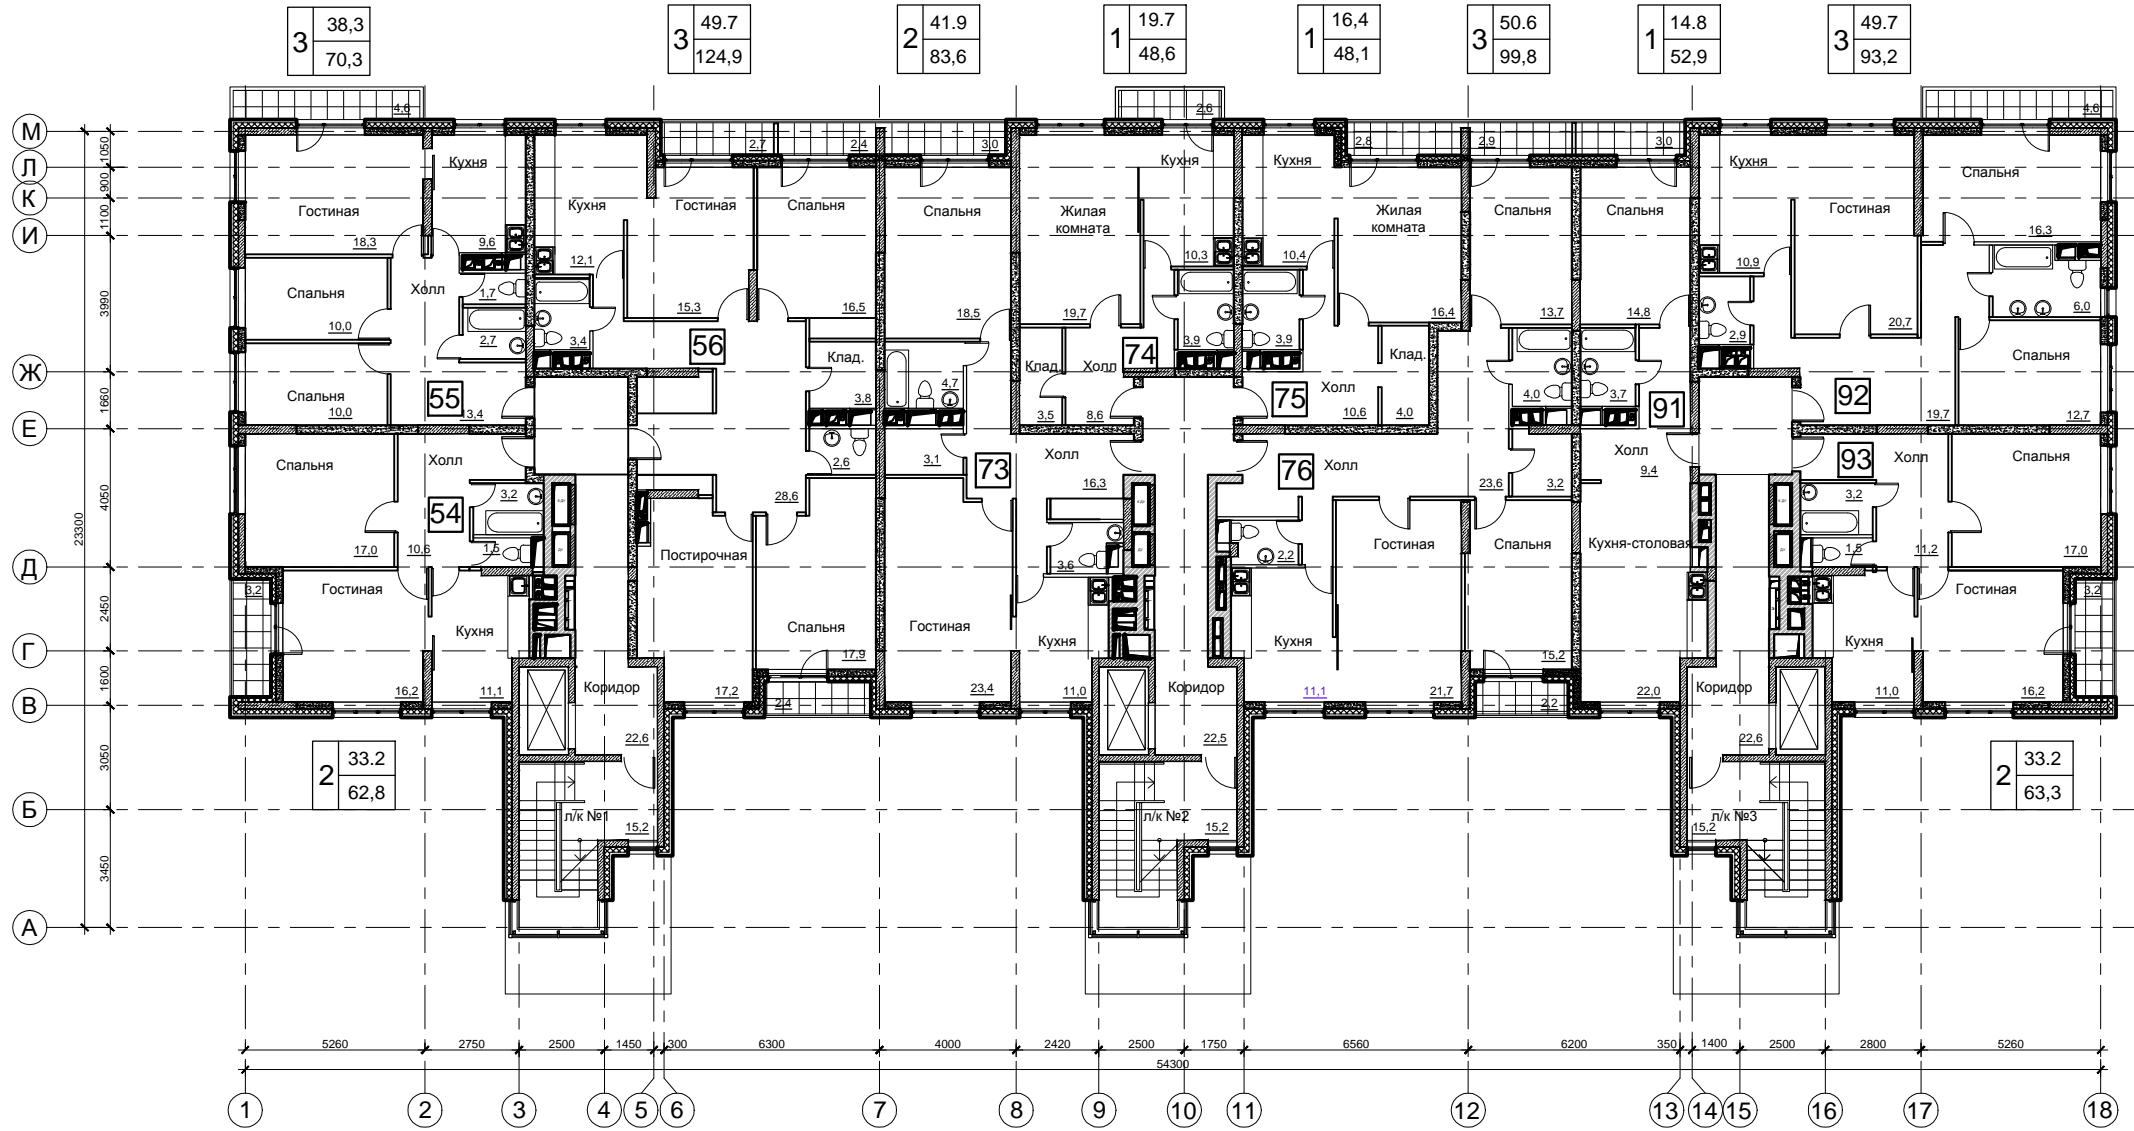 3 38,3 70,3
3 49.7 124,9
2 41.9 83,6
1 19.7 48,6
1 16,4 48,1
3 50.6 99,8
1 14.8 52,9
3 49.7 93,2
4,6 2,6 4,6
М
Л
К
И
Ж
Е
Д
Г
В
Б
А
1050
900
1100
3990
1660
4050
2450
1600
3050
3450
23300
2,7 2,4 3,0 2,8 2,9 3,0
Кухня Кухня Кухня Кухня Спальня
Гостиная Кухня Гостиная Спальня Спальня Жилая комната Жилая комната Спальня Спальня Гостиная
18,3 9,6 12,1 10,3 10,4 10,9 16,3
Спальня Холл 1,7 15,3 16,5 18,5 19,7 16,4 13,7 14,8 20,7 6,0
10,0 2,7 3,4 56 Клад. Клад. Холл 74 3,9 3,9 Клад. 2,9 Спальня
Спальня 55 3,8 4,7 75 Холл 4,0 3,7 91 92
10,0 13,4 3,5 8,6 10,6 4,0 19,7 12,7
Спальня Холл 2,6 3,1 73 Холл 76 Холл Холл 93 Холл Спальня
3,2 28,6 16,3 23,6 3,2 9,4 3,2
54
17,0 10,6 1,5 Постирочная 3,6 2,2 Гостиная Спальня Кухня-столовая 1,5 11,2 17,0
3,2 Гостиная Гостиная 3,2
Кухня Спальня Гостиная Кухня Кухня Кухня
17,9 15,2
16,2 11,1 Коридор 17,2 2,4 23,4 11,0 Коридор 11,1 21,7 2,2 22,0 Коридор 11,0 16,2
22,6 22,5 22,6
2 33.2 62,8
2 33.2 63,3
л/к №1 л/к №2 л/к №3
15,2 15,2 15,2
5260 2750 2500 1450 300 6300 4000 2420 2500 1750 6560 6200 350 1400 2500 2800 5260
54300
1 2 3 4 5 6 7 8 9 10 11 12 13 14 15 16 17 18